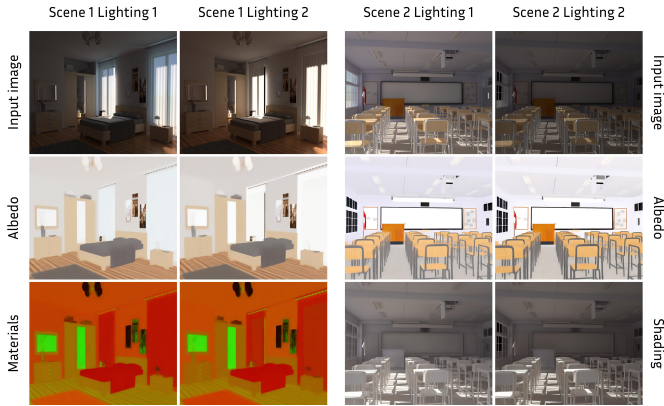 Scene 1 Lighting 1
Scene 1 Lighting 2
Scene 2 Lighting 1
Scene 2 Lighting 2
Input image
Input image
Albedo
Albedo
Materials
Shading